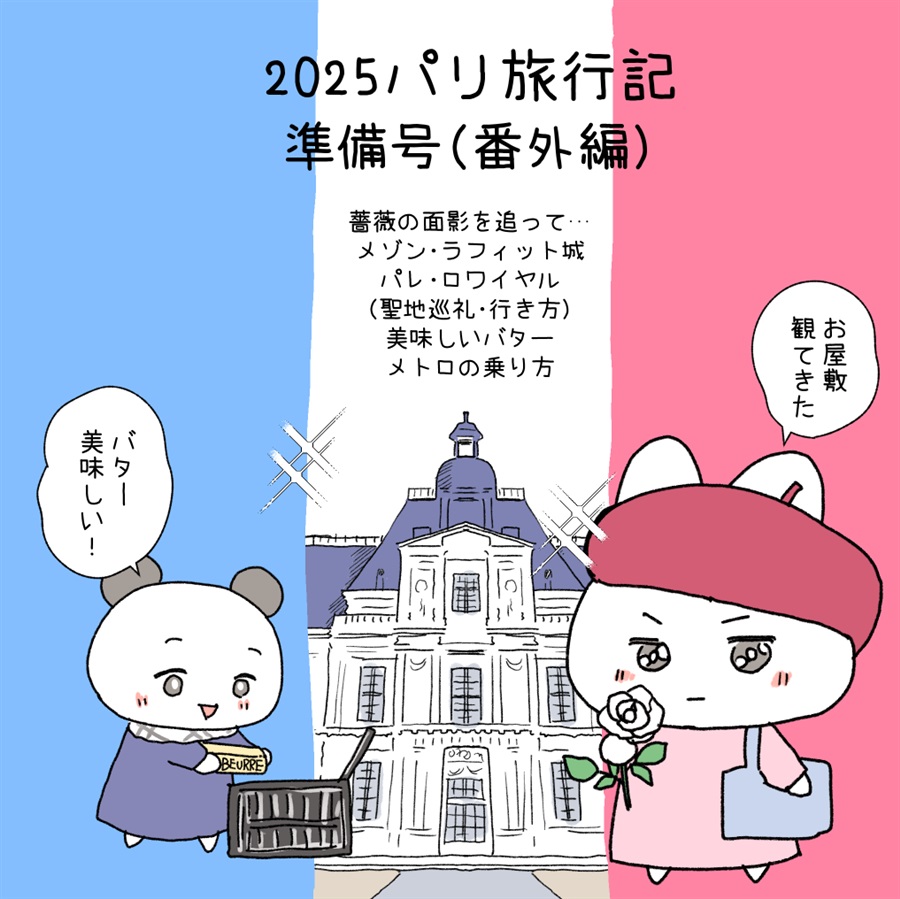 2025パリ旅行記
準備号(番外編)
薔薇の面影を追って…
メゾン・ラフィット城
パレ・ロワイヤル
(聖地巡礼・行き方)
美味しいバター
メトロの乗り方
お屋敷
観てきた
バター
美味しい!
BEURRE